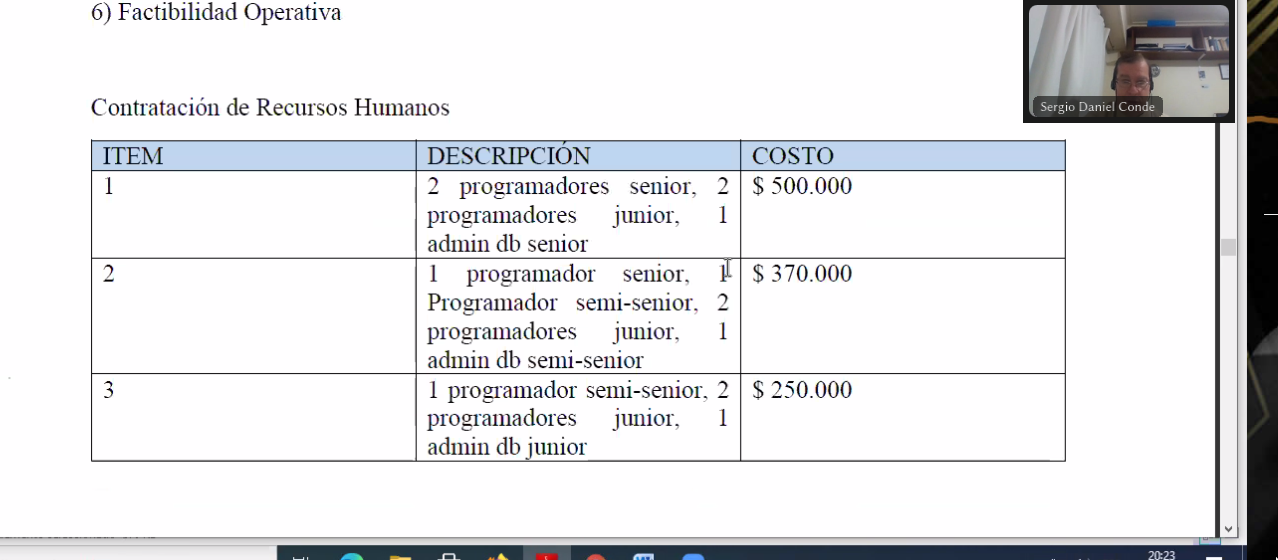 6) Factibilidad Operativa
Sergio Daniel Conde
Contratación de Recursos Humanos
ITEM DESCRIPCIÓN COSTO
1 2 programadores senior, 2 $ 500.000
programadores junior, 1
admin db senior
2 1 programador senior, 1 $ 370.000
Programador semi-senior, 2
programadores junior, 1
admin db semi-senior
3 1 programador semi-senior, 2 $ 250.000
programadores junior, 1
admin db junior
20:23